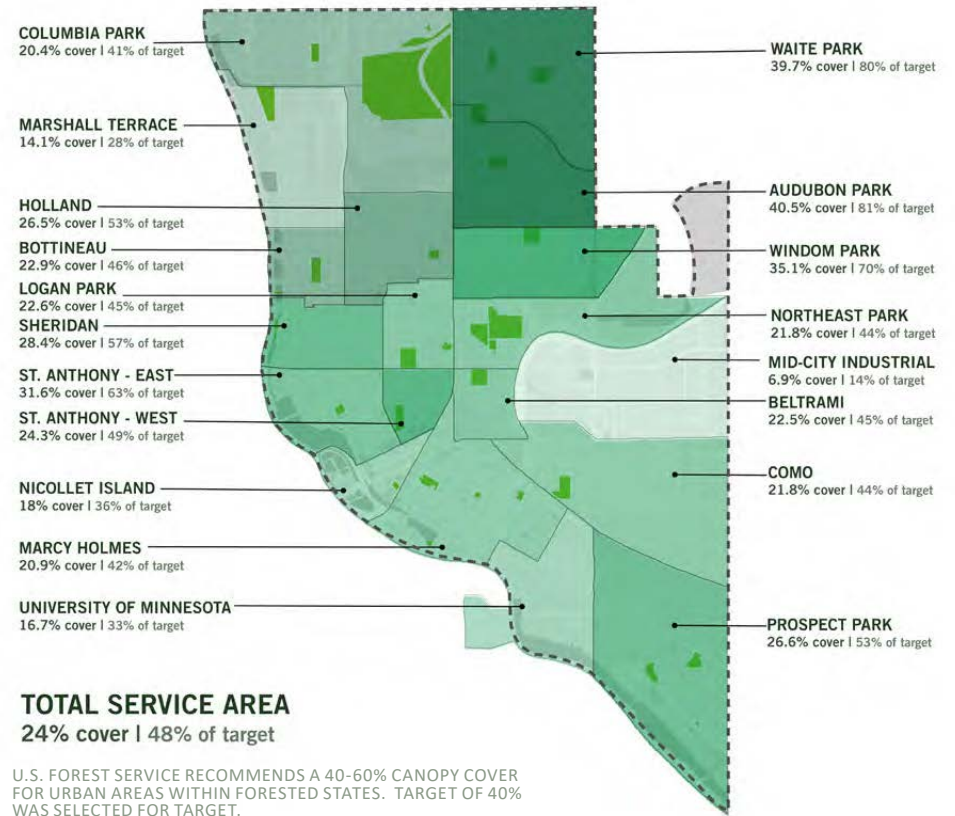 COLUMBIA PARK
20.4% cover | 41% of target
MARSHALL TERRACE
14.1% cover | 28% of target
HOLLAND
26.5% cover | 53% of target
BOTTINEAU
22.9% cover | 46% of target
LOGAN PARK
22.6% cover | 45% of target
SHERIDAN
28.4% cover | 57% of target
ST. ANTHONY - EAST
31.6% cover | 63% of target
ST. ANTHONY - WEST
24.3% cover | 49% of target
NICOLLET ISLAND
18% cover | 36% of target
MARCY HOLMES
20.9% cover | 42% of target
UNIVERSITY OF MINNESOTA
16.7% cover | 33% of target
WAITE PARK
39.7% cover | 80% of target
AUDUBON PARK
40.5% cover | 81% of target
WINDOM PARK
35.1% cover | 70% of target
NORTHEAST PARK
21.8% cover | 44% of target
MID-CITY INDUSTRIAL
6.9% cover | 14% of target
BELTRAMI
22.5% cover | 45% of target
COMO
21.8% cover | 44% of target
PROSPECT PARK
26.6% cover | 53% of target
TOTAL SERVICE AREA
24% cover | 48% of target
U.S. FOREST SERVICE RECOMMENDS A 40-60% CANOPY COVER
FOR URBAN AREAS WITHIN FORESTED STATES. TARGET OF 40%
WAS SELECTED FOR TARGET.